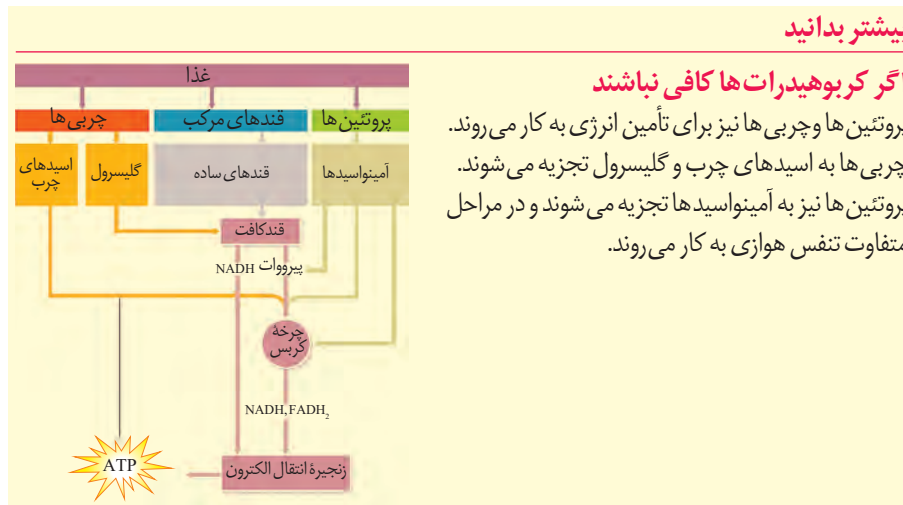 بیشتر بدانید
اگر کربوهیدرات‌ها کافی نباشند
پروتئین‌ها وچربی‌ها نیز برای تأمین انرژی به کار می‌روند.
چربی‌ها به اسیدهای چرب و گلیسرول تجزیه می‌شوند.
پروتئین‌ها نیز به آمینواسیدها تجزیه می‌شوند و در مراحل
متفاوت تنفس هوازی به کار می‌روند.
غذا
پروتئین‌ها
قندهای مرکب
چربی‌ها
آمینواسیدها
قندهای ساده
گلیسرول
اسیدهای
چرب
قندکافت
پیرووات NADH
چرخهٔ
کربس
NADH, FADH₂
زنجیرهٔ انتقال الکترون
ATP